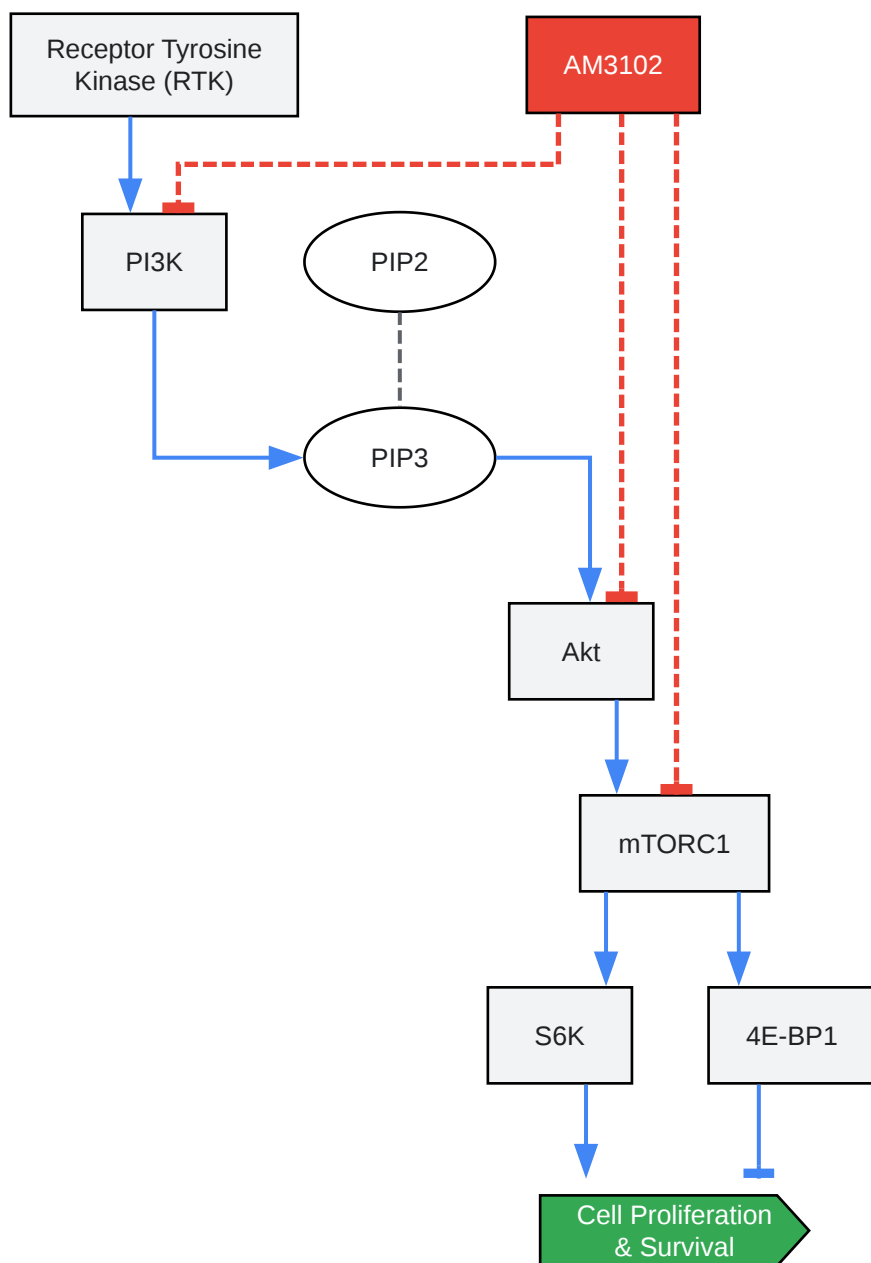 Receptor Tyrosine
Kinase (RTK)
AM3102
PI3K
PIP2
PIP3
Akt
mTORC1
S6K
4E-BP1
Cell Proliferation
& Survival